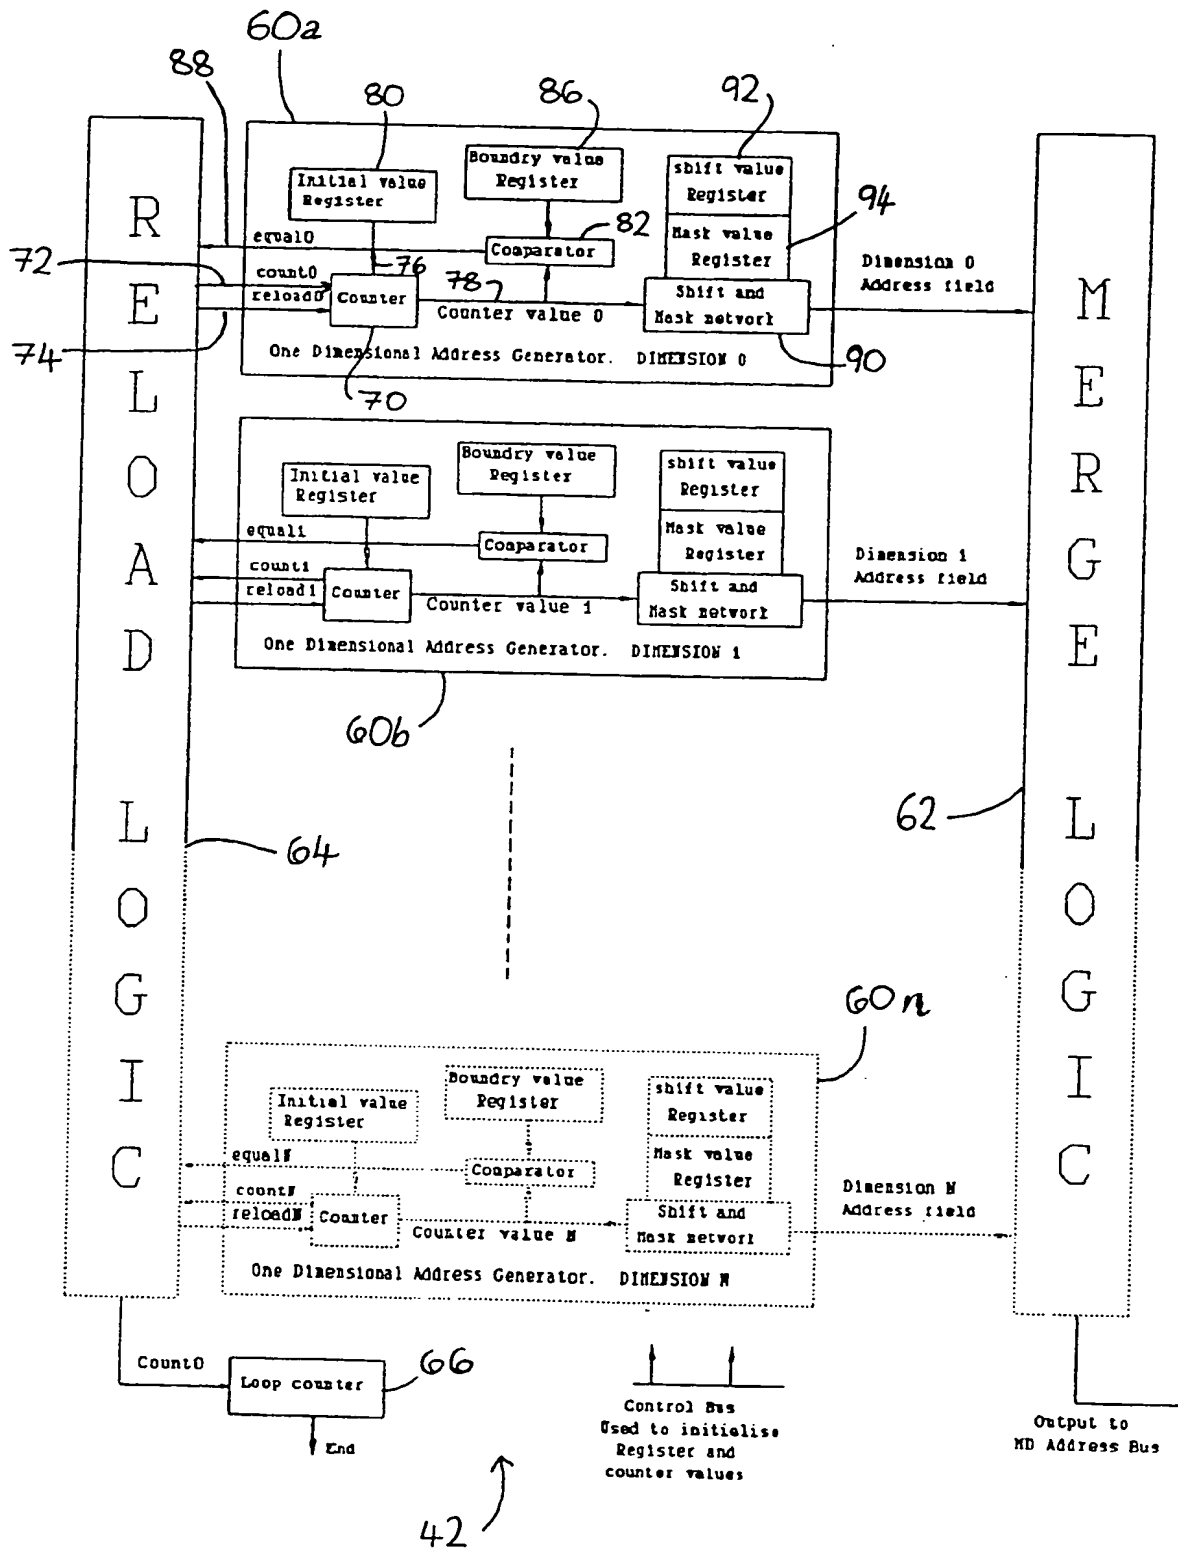 60a
88
80
86
92
RELOAD LOGIC
Initial value
Register
Boundry value
Register
shift value
Register
Mask value
Register
94
82
equal0
Comparator
72
76
count0
reload0
Counter
78
Counter value 0
Shift and
Mask network
Dimension 0
Address field
MERGE LOGIC
74
One Dimensional Address Generator. DIMENSION 0
70
90
Initial value
Register
Boundry value
Register
shift value
Register
Mask value
Register
equal1
Comparator
count1
reload1
Counter
Counter value 1
Shift and
Mask network
Dimension 1
Address field
One Dimensional Address Generator. DIMENSION 1
60b
64
62
60n
Initial value
Register
Boundry value
Register
shift value
Register
Mask value
Register
equalN
Comparator
countN
reloadN
Counter
Counter value N
Shift and
Mask network
Dimension N
Address field
One Dimensional Address Generator. DIMENSION N
Count0
Loop counter
66
End
Control Bus
Used to initialise
Register and
counter values
Output to
MD Address Bus
42